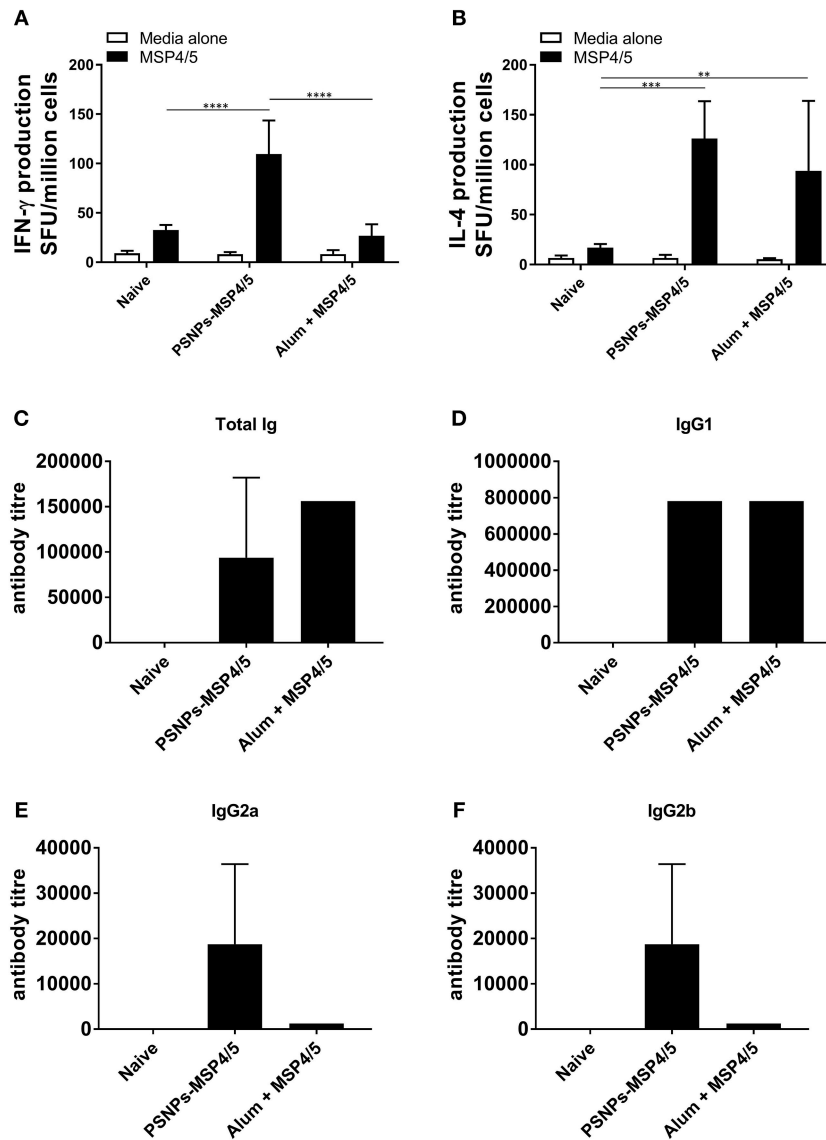 A
Media alone
MSP4/5
IFN-γ production
SFU/million cells
200
150
100
50
0
****
****
Naive
PSNPs-MSP4/5
Alum + MSP4/5
B
Media alone
MSP4/5
IL-4 production
SFU/million cells
200
150
100
50
0
**
***
Naive
PSNPs-MSP4/5
Alum + MSP4/5
C
Total Ig
antibody titre
200000
150000
100000
50000
0
Naive
PSNPs-MSP4/5
Alum + MSP4/5
D
IgG1
antibody titre
1000000
800000
600000
400000
200000
0
Naive
PSNPs-MSP4/5
Alum + MSP4/5
E
IgG2a
antibody titre
40000
30000
20000
10000
0
Naive
PSNPs-MSP4/5
Alum + MSP4/5
F
IgG2b
antibody titre
40000
30000
20000
10000
0
Naive
PSNPs-MSP4/5
Alum + MSP4/5